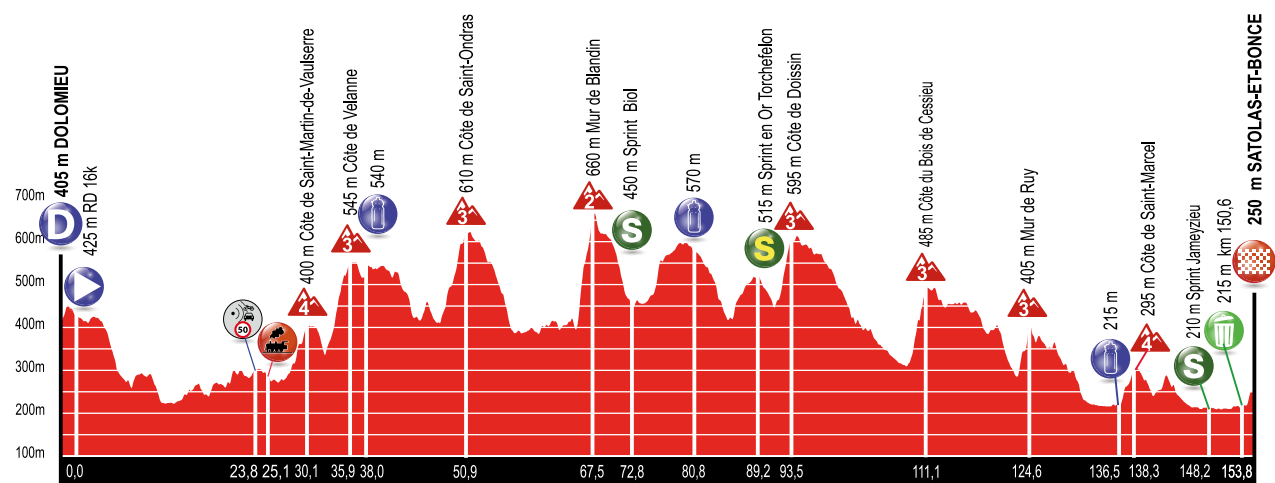 405 m DOLOMIEU
425 m RD 16k
400 m Côte de Saint-Martin-de-Vaulserre
545 m Côte de Velanne
540 m
610 m Côte de Saint-Ondras
660 m Mur de Blandin
450 m Sprint Biol
570 m
515 m Sprint en Or Torchefelon
595 m Côte de Doissin
485 m Côte du Bois de Cessieu
405 m Mur de Ruy
215 m
295 m Côte de Saint-Marcel
210 m Sprint Jameyzieu
215 m km 150,6
250 m SATOLAS-ET-BONCE
700m
600m
500m
400m
300m
200m
100m
D
50
4
3
3
2
S
S
3
3
3
4
S
0,0
23,8
25,1
30,1
35,9
38,0
50,9
67,5
72,8
80,8
89,2
93,5
111,1
124,6
136,5
138,3
148,2
153,8